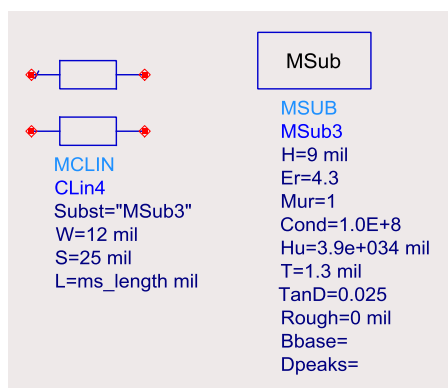 MSub
MCLIN
CLin4
Subst="MSub3"
W=12 mil
S=25 mil
L=ms_length mil
MSUB
MSub3
H=9 mil
Er=4.3
Mur=1
Cond=1.0E+8
Hu=3.9e+034 mil
T=1.3 mil
TanD=0.025
Rough=0 mil
Bbase=
Dpeaks=